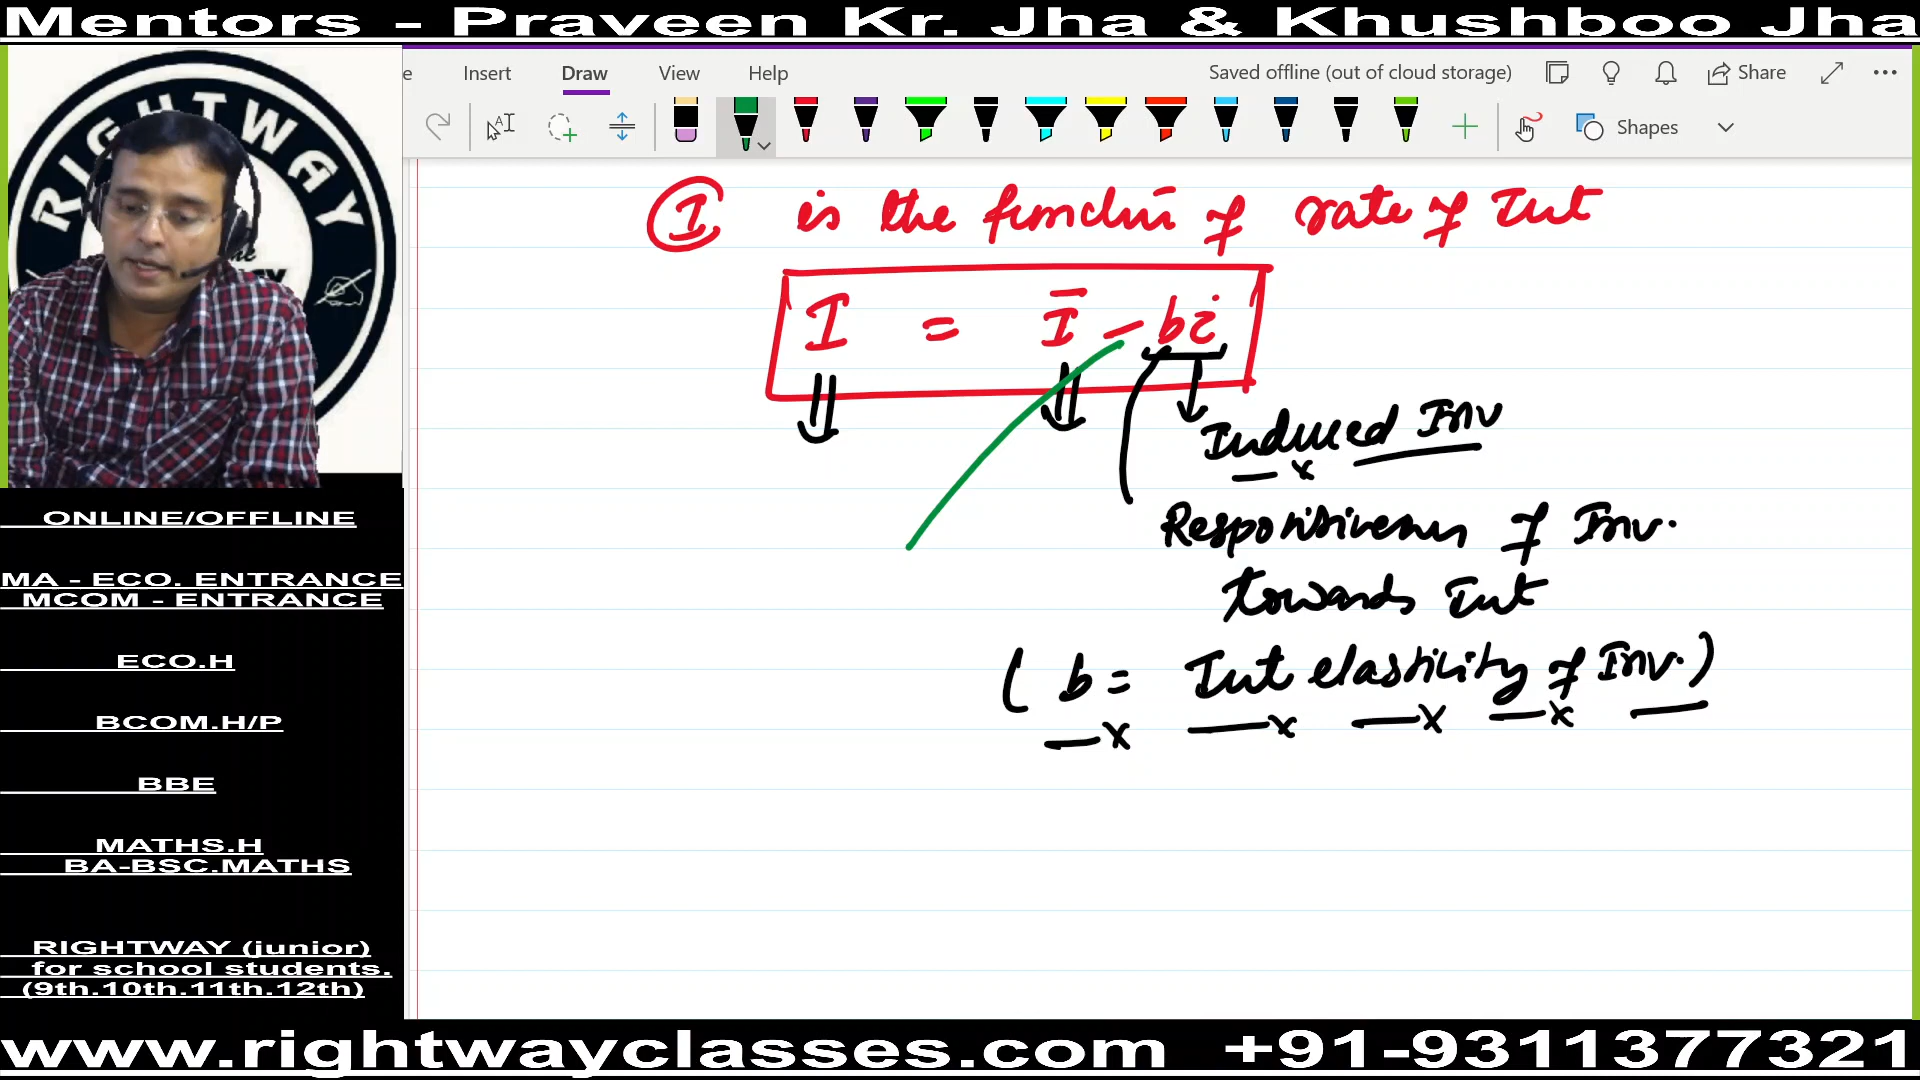 Mentors - Praveen Kr. Jha & Khushboo Jha
Insert Draw View Help
Saved offline (out of cloud storage)
Share
Shapes
RIGHTWAY
I is the function of rate of Int
I = Ī - bi
Induced Inv
Responsiveness of Inv.
towards Int
( b = Int elasticity of Inv. )
ONLINE/OFFLINE
MA - ECO. ENTRANCE
MCOM - ENTRANCE
ECO.H
BCOM.H/P
BBE
MATHS.H
BA-BSC.MATHS
RIGHTWAY (junior)
for school students.
(9th.10th.11th.12th)
www.rightwayclasses.com +91-9311377321